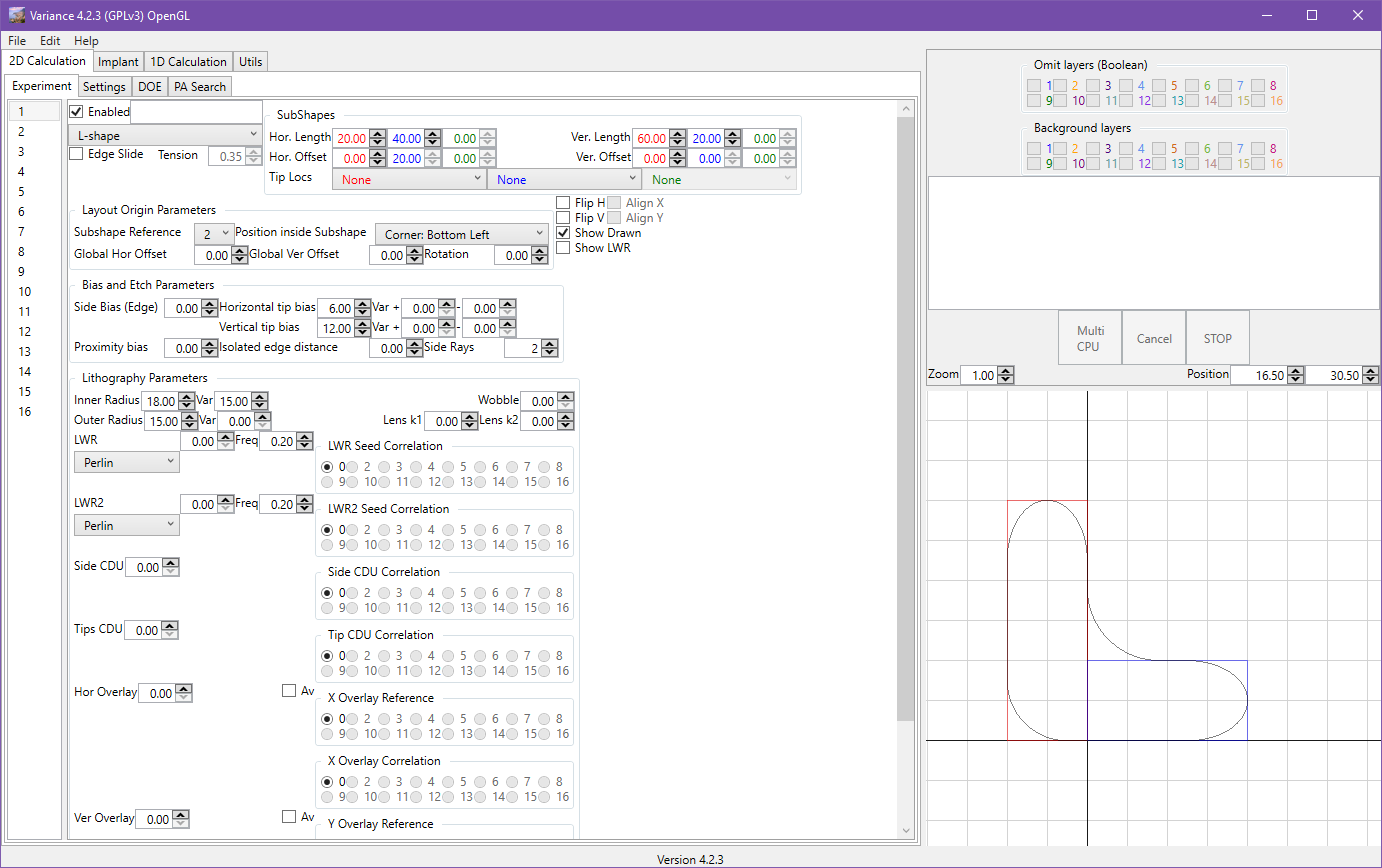 Variance 4.2.3 (GPLv3) OpenGL
File Edit Help
2D Calculation Implant 1D Calculation Utils
Experiment Settings DOE PA Search
1
2
3
4
5
6
7
8
9
10
11
12
13
14
15
16
Enabled
L-shape
Edge Slide Tension 0.35
SubShapes
Hor. Length 20.00 40.00 0.00 Ver. Length 60.00 20.00 0.00
Hor. Offset 0.00 20.00 0.00 Ver. Offset 0.00 0.00 0.00
Tip Locs None None None
Layout Origin Parameters
Subshape Reference 2 Position inside Subshape Corner: Bottom Left
Global Hor Offset 0.00 Global Ver Offset 0.00 Rotation 0.00
Flip H Align X
Flip V Align Y
Show Drawn
Show LWR
Bias and Etch Parameters
Side Bias (Edge) 0.00 Horizontal tip bias 6.00 Var + 0.00 - 0.00
Vertical tip bias 12.00 Var + 0.00 - 0.00
Proximity bias 0.00 Isolated edge distance 0.00 Side Rays 2
Lithography Parameters
Inner Radius 18.00 Var 15.00 Wobble 0.00
Outer Radius 15.00 Var 0.00 Lens k1 0.00 Lens k2 0.00
LWR 0.00 Freq 0.20
Perlin
LWR Seed Correlation
0 2 3 4 5 6 7 8
9 10 11 12 13 14 15 16
LWR2 0.00 Freq 0.20
Perlin
LWR2 Seed Correlation
0 2 3 4 5 6 7 8
9 10 11 12 13 14 15 16
Side CDU 0.00
Side CDU Correlation
0 2 3 4 5 6 7 8
9 10 11 12 13 14 15 16
Tips CDU 0.00
Tip CDU Correlation
0 2 3 4 5 6 7 8
9 10 11 12 13 14 15 16
Hor Overlay 0.00 Av
X Overlay Reference
0 2 3 4 5 6 7 8
9 10 11 12 13 14 15 16
X Overlay Correlation
0 2 3 4 5 6 7 8
9 10 11 12 13 14 15 16
Ver Overlay 0.00 Av
Y Overlay Reference
Omit layers (Boolean)
1 2 3 4 5 6 7 8
9 10 11 12 13 14 15 16
Background layers
1 2 3 4 5 6 7 8
9 10 11 12 13 14 15 16
Multi
CPU
Cancel
STOP
Zoom 1.00 Position 16.50 30.50
Version 4.2.3